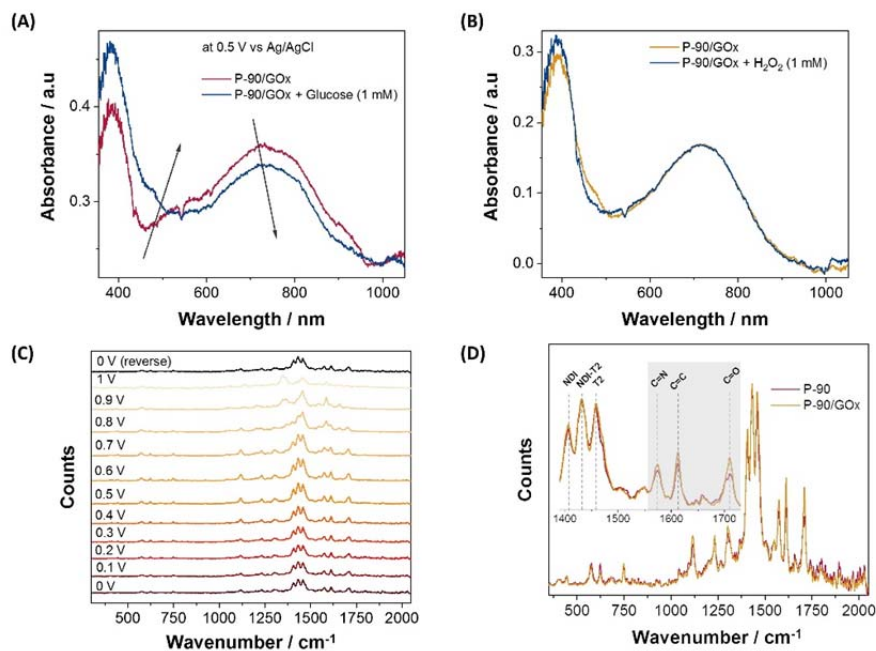 (A)
at 0.5 V vs Ag/AgCl
P-90/GOx
P-90/GOx + Glucose (1 mM)
0.4
0.3
Absorbance / a.u
400 600 800 1000
Wavelength / nm
(B)
P-90/GOx
P-90/GOx + H₂O₂ (1 mM)
0.3
0.2
0.1
0.0
Absorbance / a.u
400 600 800 1000
Wavelength / nm
(C)
0 V (reverse)
1 V
0.9 V
0.8 V
0.7 V
0.6 V
0.5 V
0.4 V
0.3 V
0.2 V
0.1 V
0 V
Counts
500 750 1000 1250 1500 1750 2000
Wavenumber / cm⁻¹
(D)
NDI
NDI-T2
T2
C=N
C=C
C=O
P-90
P-90/GOx
1400 1500 1600 1700
Counts
500 750 1000 1250 1500 1750 2000
Wavenumber / cm⁻¹